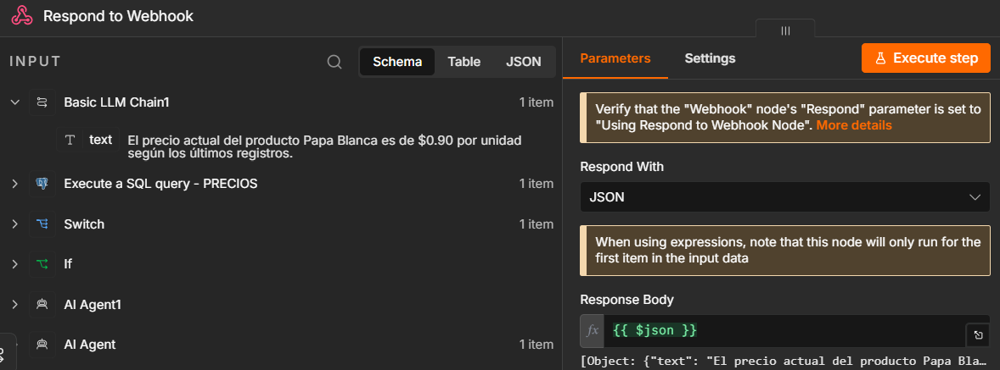 Respond to Webhook
INPUT
Schema
Table
JSON
Parameters
Settings
Execute step
Basic LLM Chain1
1 item
T text
El precio actual del producto Papa Blanca es de $0.90 por unidad
según los últimos registros.
Execute a SQL query - PRECIOS
1 item
Switch
1 item
If
AI Agent1
AI Agent
1 item
Verify that the "Webhook" node's "Respond" parameter is set to
"Using Respond to Webhook Node". More details
Respond With
JSON
When using expressions, note that this node will only run for the
first item in the input data
Response Body
fx {{ $json }}
[Object: {"text": "El precio actual del producto Papa Bla…